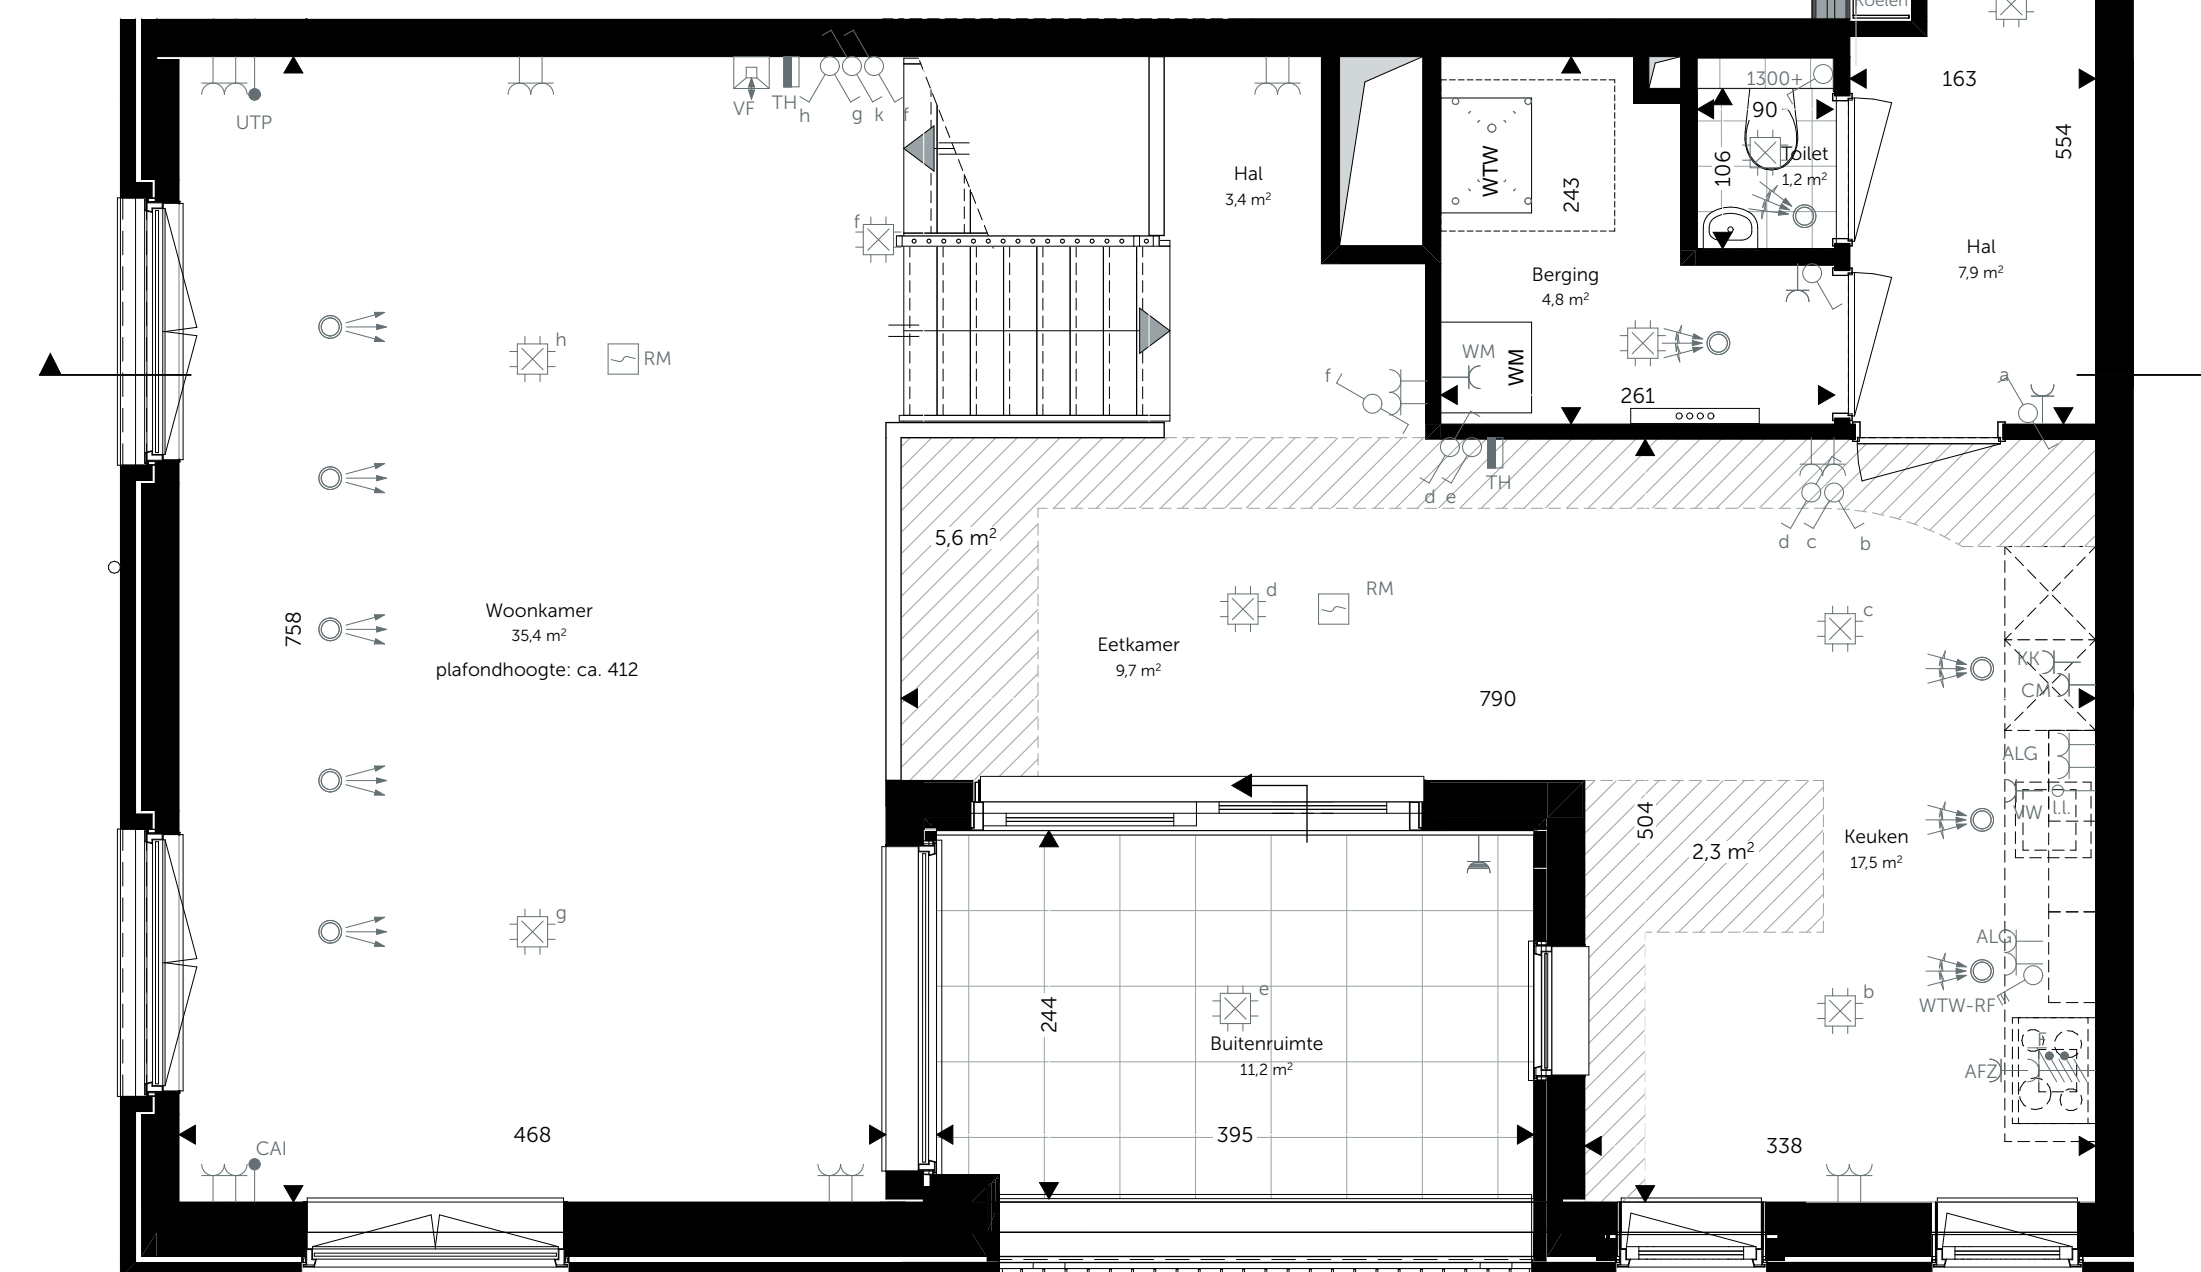 Koelen
1300+
163
90
UTP
VF
TH
h
g
k
f
WTW
243
106
Toilet
1,2 m²
554
Hal
3,4 m²
f
Hal
7,9 m²
Berging
4,8 m²
h
RM
WM
WM
f
261
a
TH
d
e
5,6 m²
d
c
b
Woonkamer
35,4 m²
plafondhoogte: ca. 412
758
d
RM
c
Eetkamer
9,7 m²
KK
CM
790
ALG
VW
l.l.
504
2,3 m²
Keuken
17,5 m²
g
ALG
244
e
b
WTW-RF
Buitenruimte
11,2 m²
AFZ
468
395
338
CAI